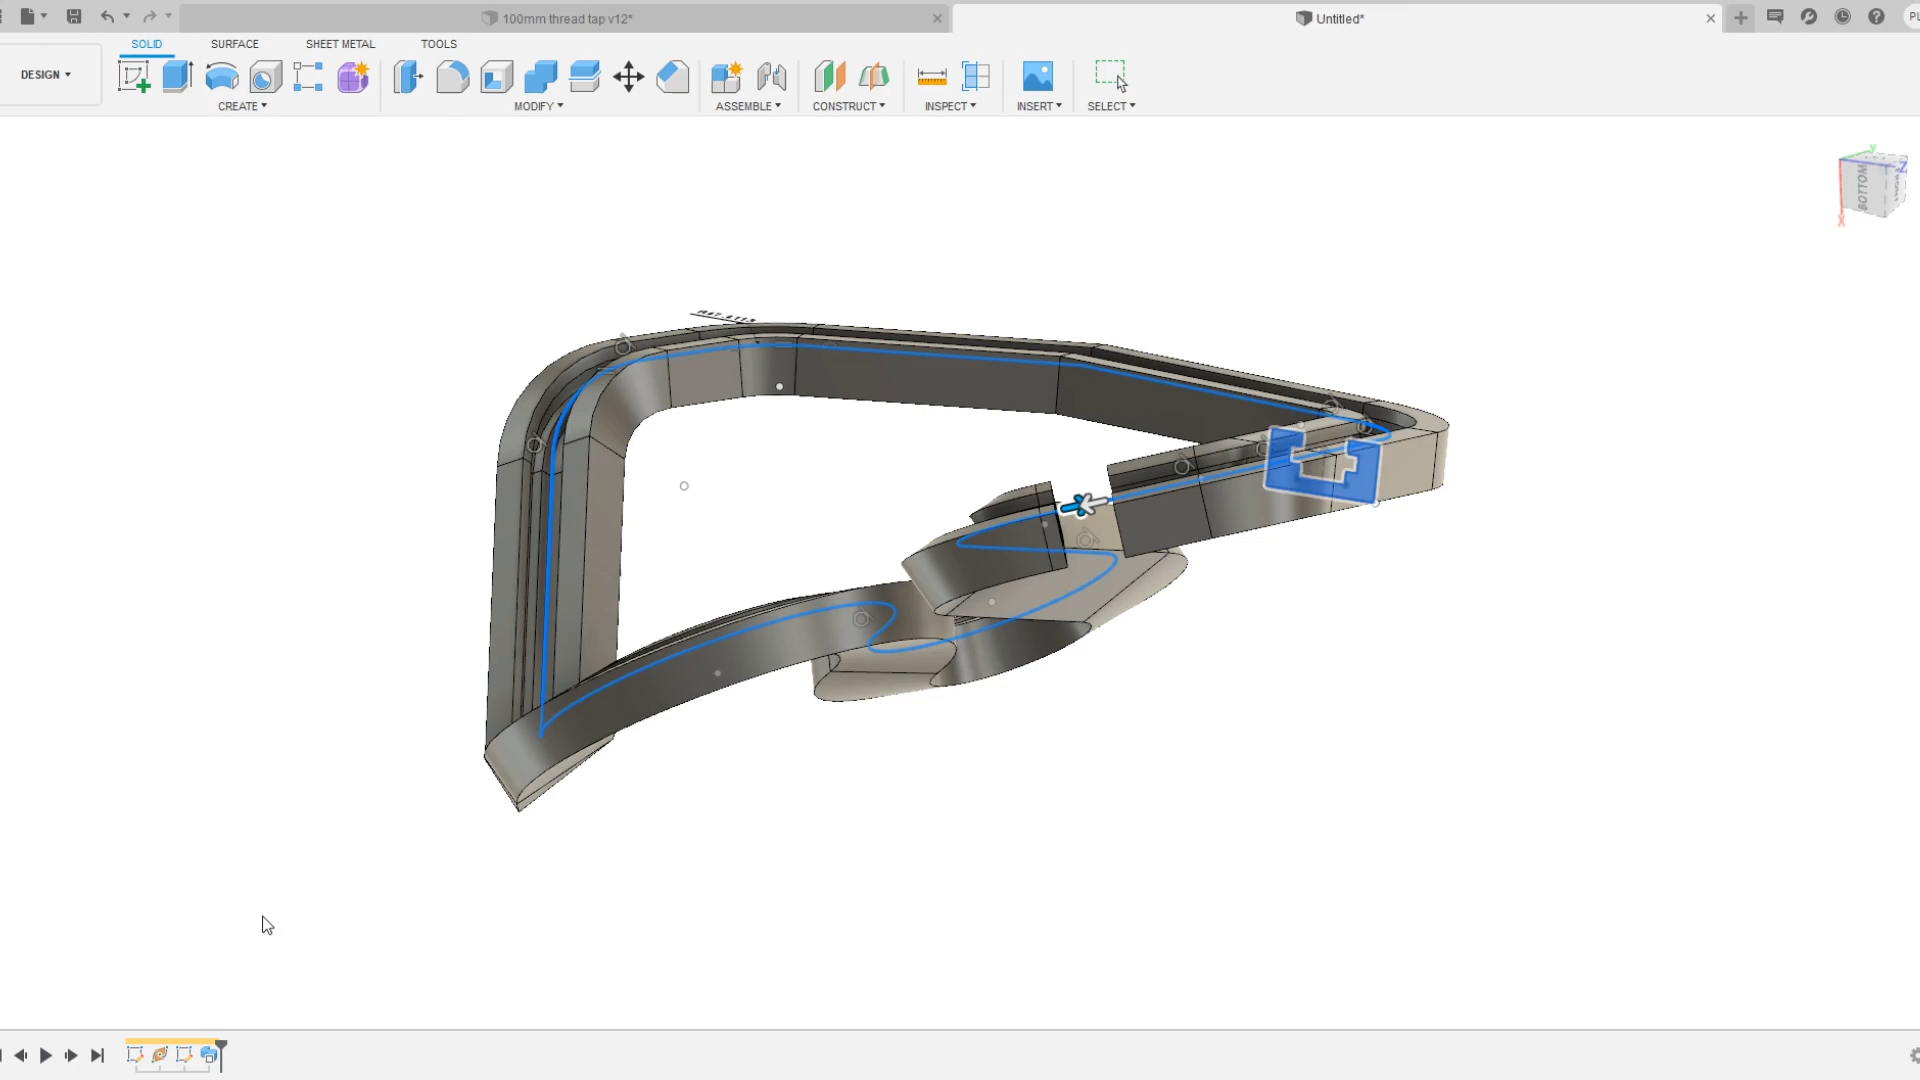 100mm thread tap v12*
Untitled*
SOLID
SURFACE
SHEET METAL
TOOLS
DESIGN
CREATE
MODIFY
ASSEMBLE
CONSTRUCT
INSPECT
INSERT
SELECT
Y
Z
BOTTOM
X